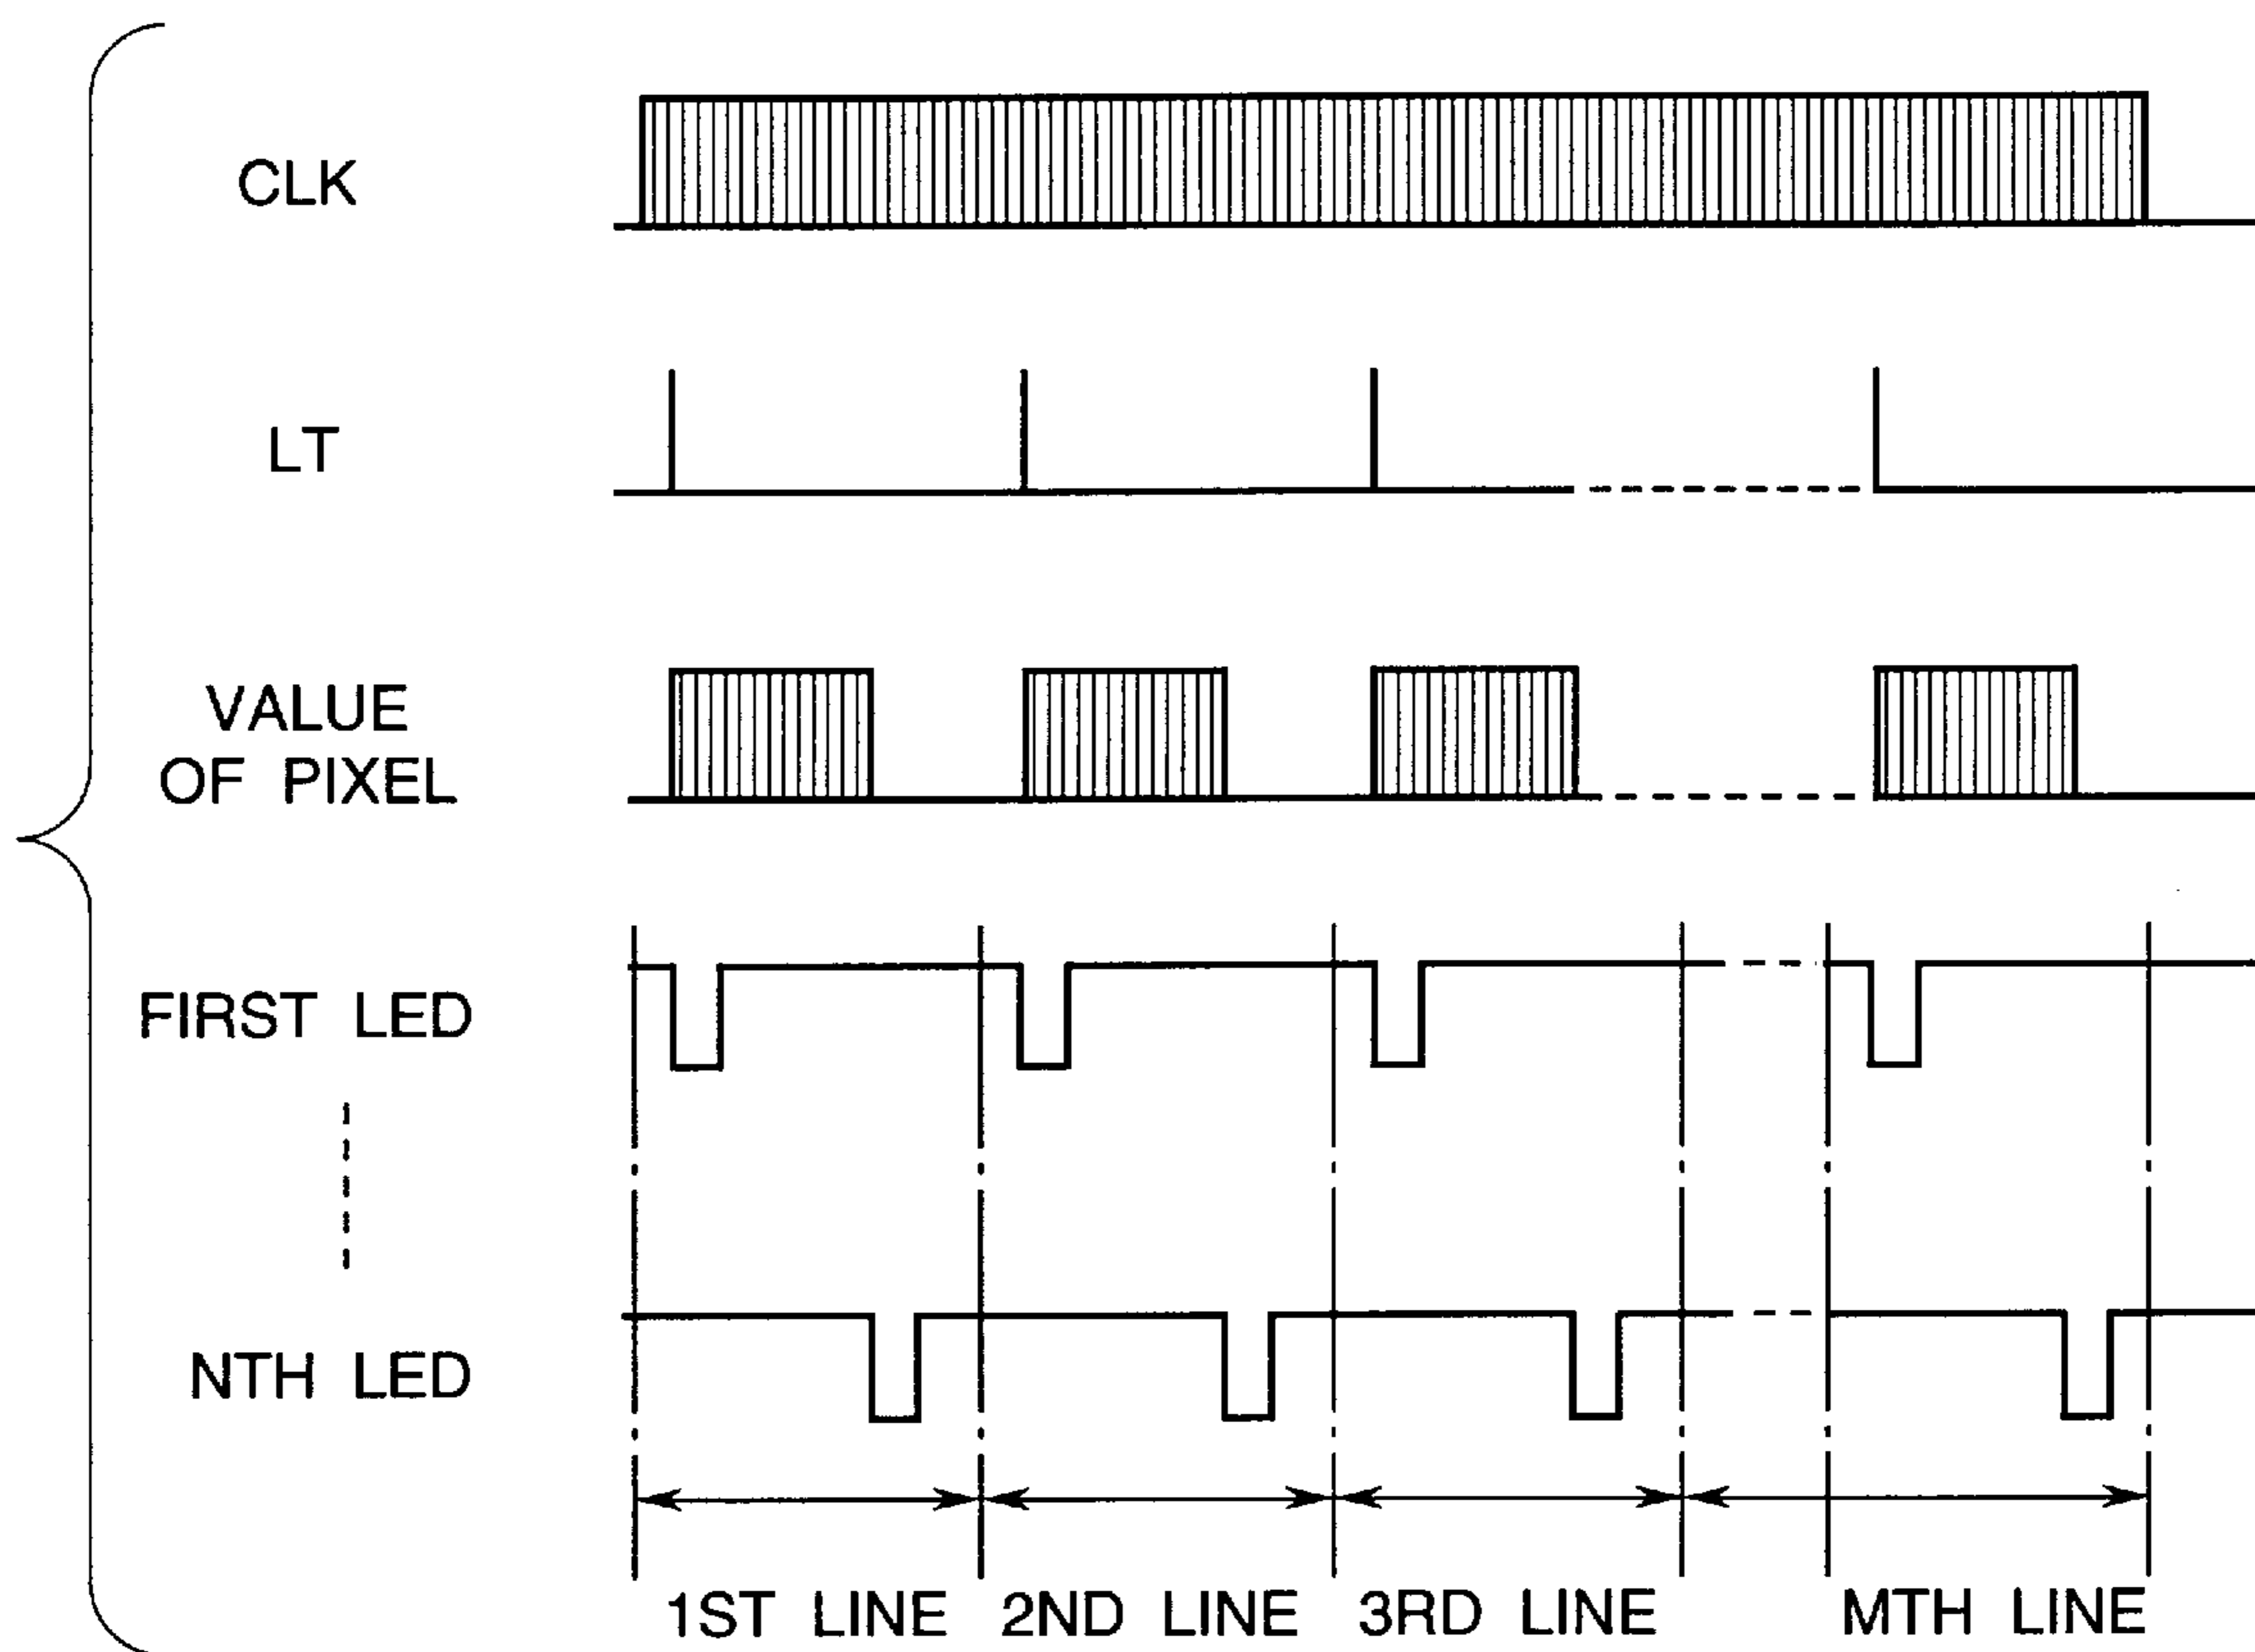 CLK
LT
VALUE
OF PIXEL
FIRST LED
NTH LED
1ST LINE 2ND LINE 3RD LINE MTH LINE